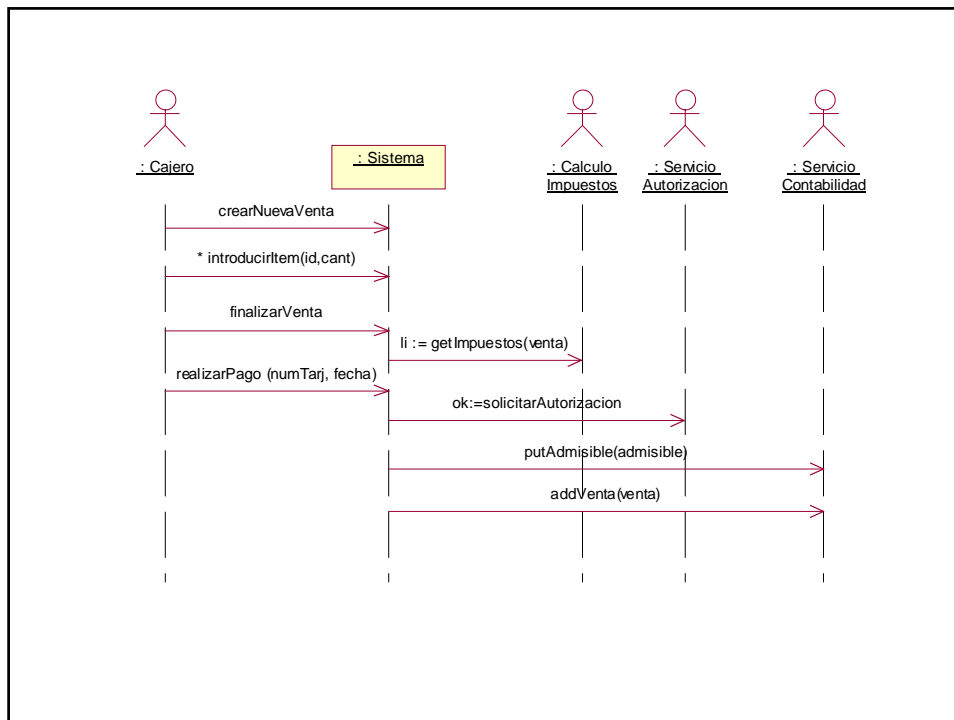 : Cajero
: Sistema
: Calculo
Impuestos
: Servicio
Autorizacion
: Servicio
Contabilidad
crearNuevaVenta
* introducirItem(id,cant)
finalizarVenta
li := getImpuestos(venta)
realizarPago (numTarj, fecha)
ok:=solicitarAutorizacion
putAdmisible(admisible)
addVenta(venta)